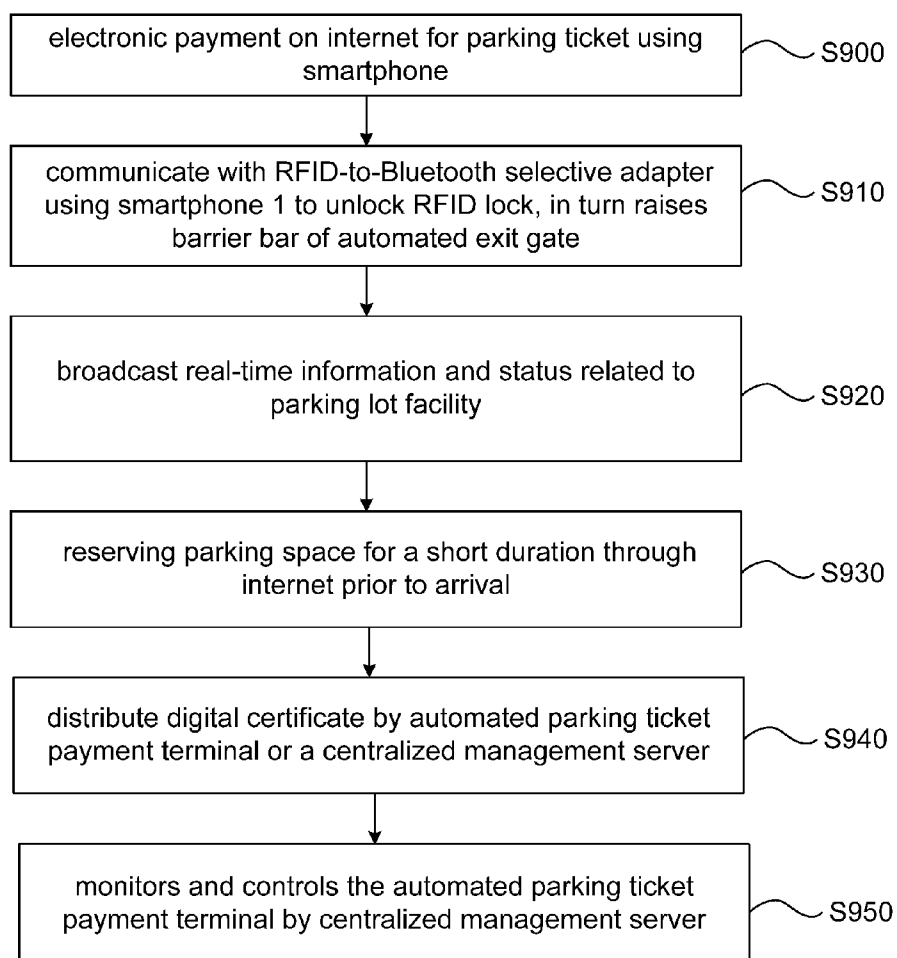 electronic payment on internet for parking ticket using
smartphone
S900
communicate with RFID-to-Bluetooth selective adapter
using smartphone 1 to unlock RFID lock, in turn raises
barrier bar of automated exit gate
S910
broadcast real-time information and status related to
parking lot facility
S920
reserving parking space for a short duration through
internet prior to arrival
S930
distribute digital certificate by automated parking ticket
payment terminal or a centralized management server
S940
monitors and controls the automated parking ticket
payment terminal by centralized management server
S950